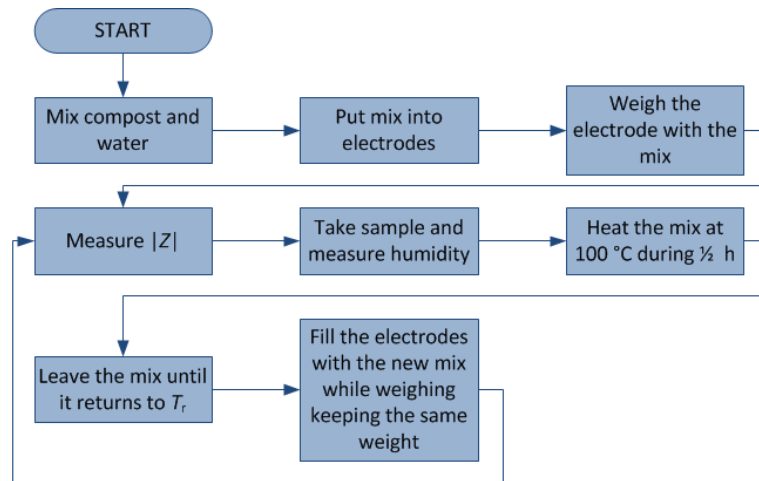 START
Mix compost and
water
Put mix into
electrodes
Weigh the
electrode with the
mix
Measure |Z|
Take sample and
measure humidity
Heat the mix at
100 °C during ½ h
Leave the mix until
it returns to Tr
Fill the electrodes
with the new mix
while weighing
keeping the same
weight